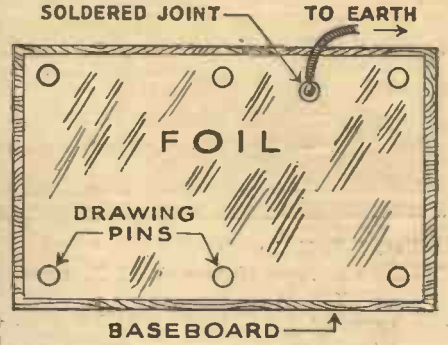 SOLDERED JOINT
TO EARTH
FOIL
DRAWING
PINS
BASEBOARD